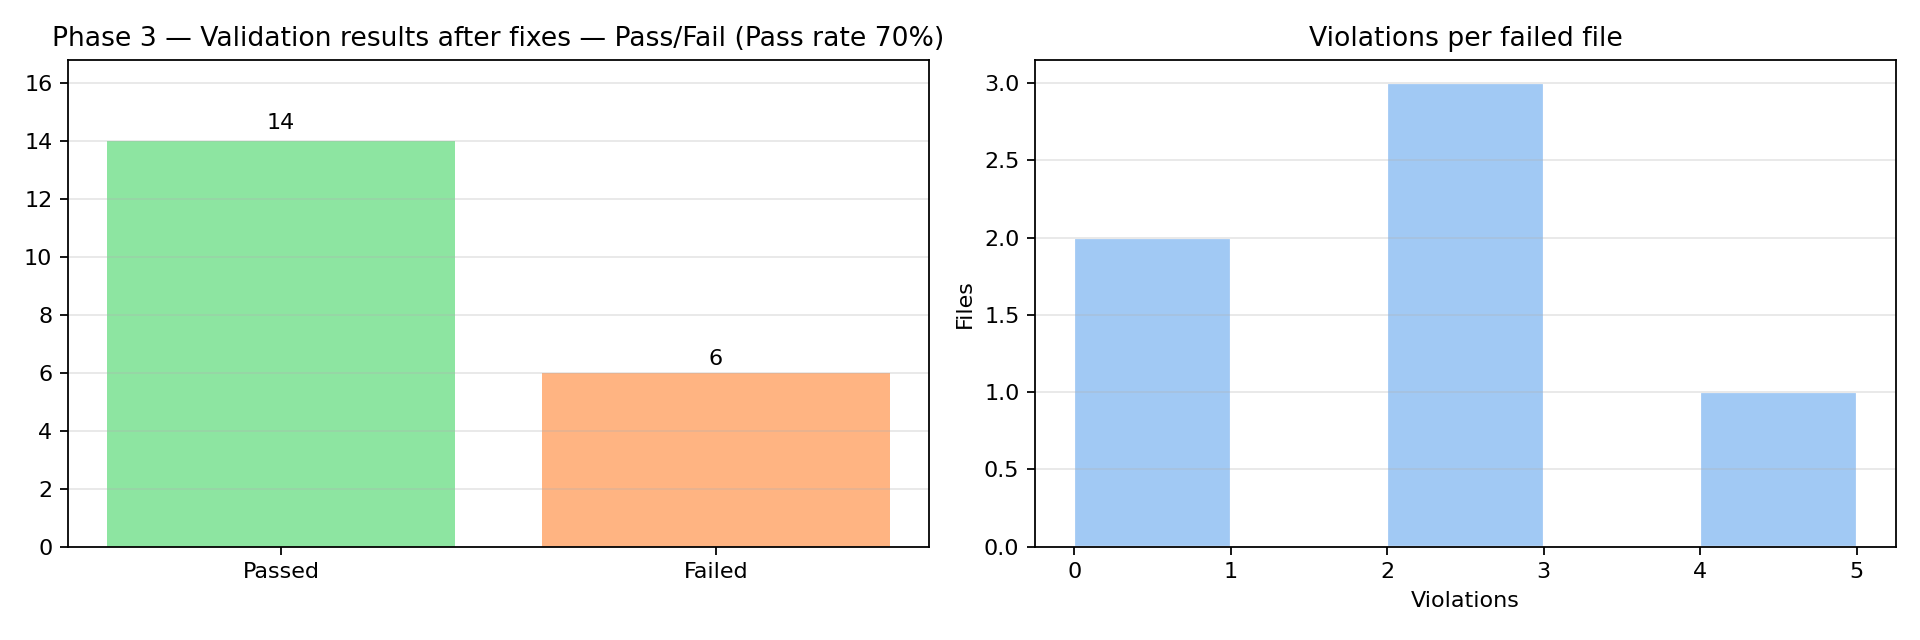 Phase 3 — Validation results after fixes — Pass/Fail (Pass rate 70%)
16
14
12
10
8
6
4
2
0
14
6
Passed
Failed
Violations per failed file
Files
3.0
2.5
2.0
1.5
1.0
0.5
0.0
0 1 2 3 4 5
Violations